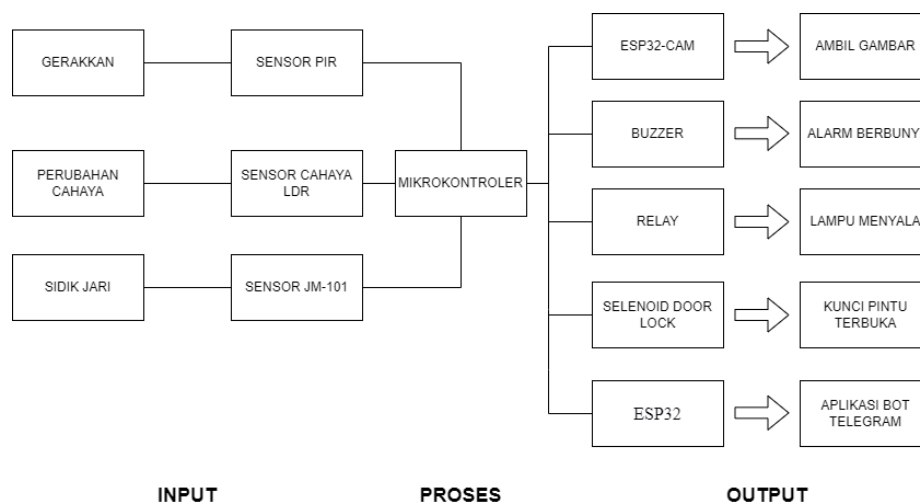 GERAKKAN
SENSOR PIR
ESP32-CAM
AMBIL GAMBAR
BUZZER
ALARM BERBUNY
PERUBAHAN
CAHAYA
SENSOR CAHAYA
LDR
MIKROKONTROLER
RELAY
LAMPU MENYALA
SIDIK JARI
SENSOR JM-101
SELENOID DOOR
LOCK
KUNCI PINTU
TERBUKA
ESP32
APLIKASI BOT
TELEGRAM
INPUT
PROSES
OUTPUT